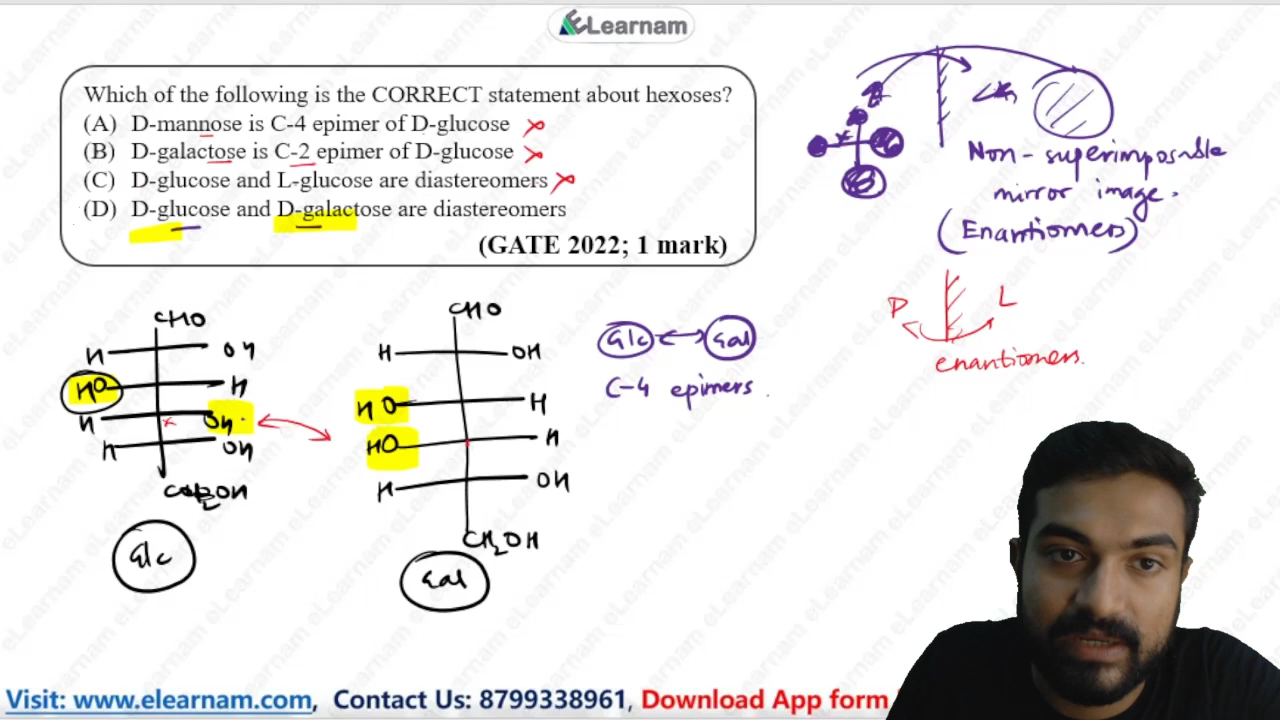 eLearnam
Which of the following is the CORRECT statement about hexoses?
(A) D-mannose is C-4 epimer of D-glucose
(B) D-galactose is C-2 epimer of D-glucose
(C) D-glucose and L-glucose are diastereomers
(D) D-glucose and D-galactose are diastereomers
(GATE 2022; 1 mark)
Non-superimposable
mirror image.
(Enantiomers)
D L
enantiomers.
CHO
H OH
HO H
H OH
H OH
CH2OH
Glc
CHO
H OH
HO H
HO H
H OH
CH2OH
Gal
Glc Gal
C-4 epimers
Visit: www.elearnam.com, Contact Us: 8799338961, Download App form